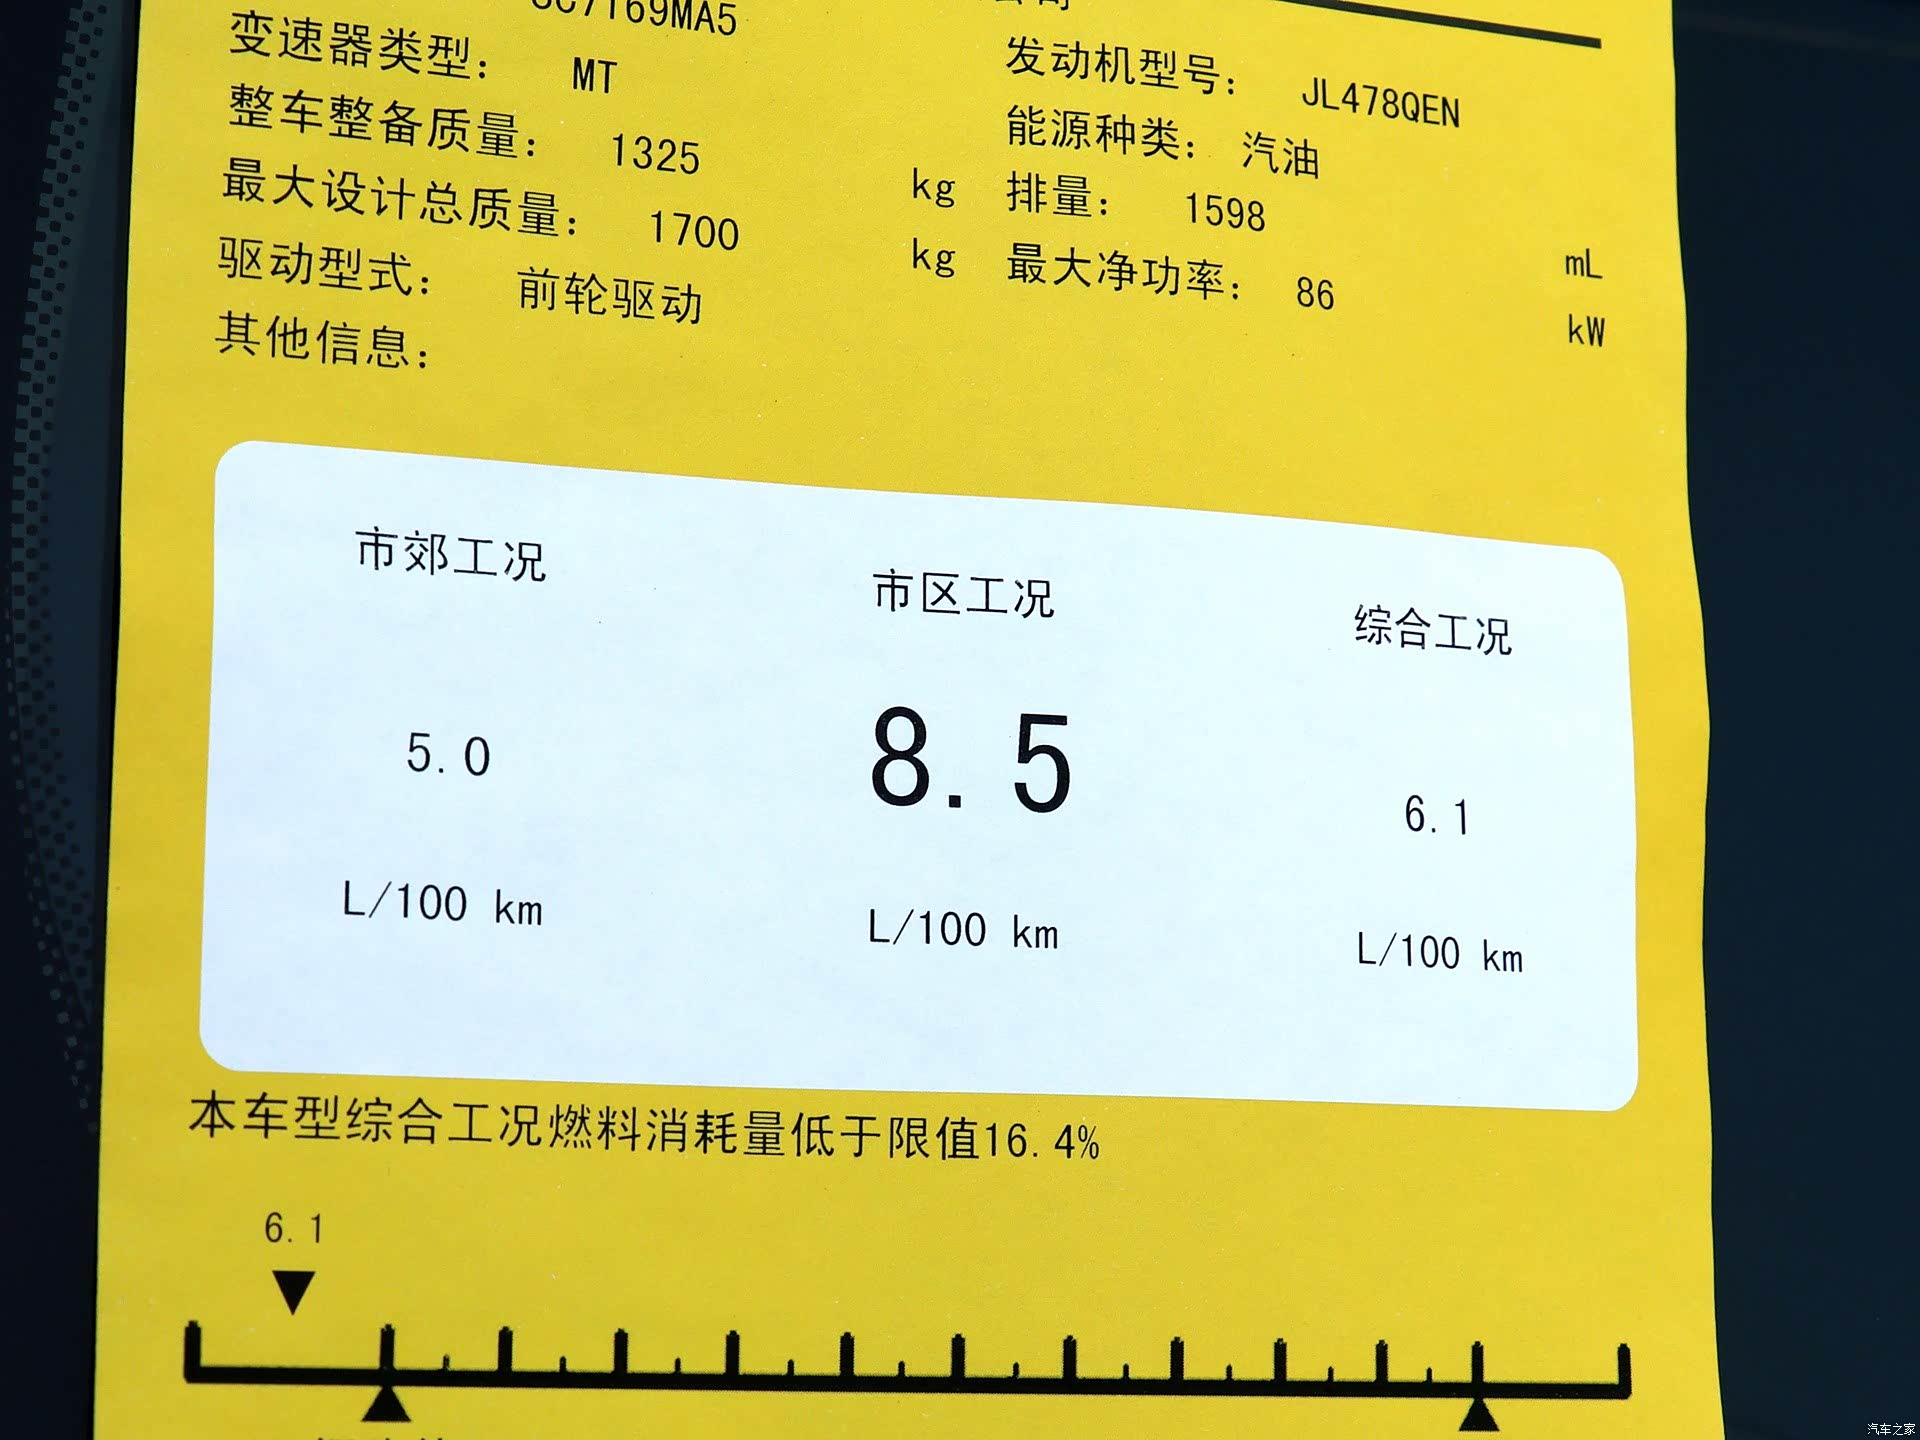 7169MA5
变速器类型: MT
发动机型号: JL478QEN
整车整备质量: 1325 kg
能源种类: 汽油
最大设计总质量: 1700 kg
排量: 1598 mL
驱动型式: 前轮驱动
最大净功率: 86 kW
其他信息:
市郊工况 市区工况 综合工况
5.0 8.5 6.1
L/100 km L/100 km L/100 km
本车型综合工况燃料消耗量低于限值16.4%
6.1
汽车之家